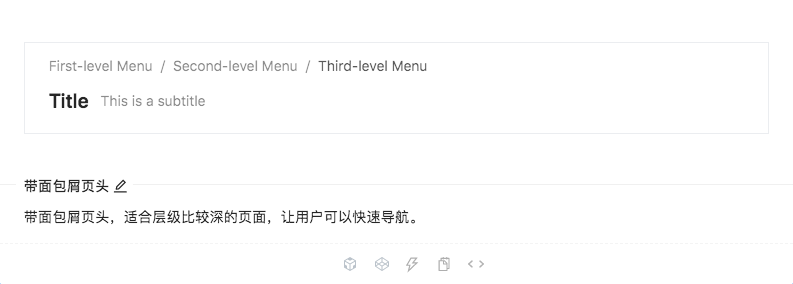 First-level Menu / Second-level Menu / Third-level Menu
Title This is a subtitle
带面包屑页头
带面包屑页头，适合层级比较深的页面，让用户可以快速导航。